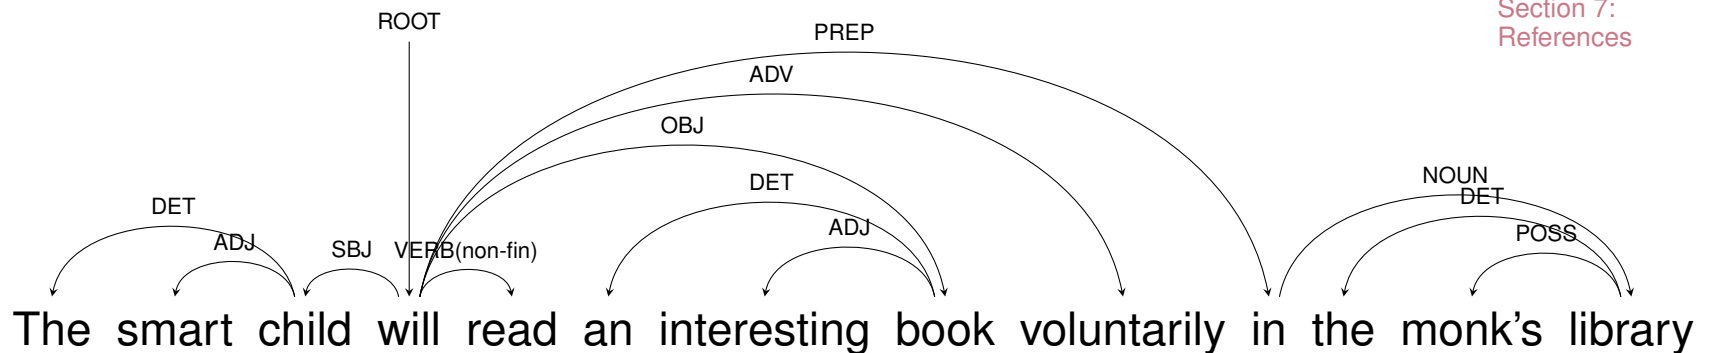 Section 7:
References
ROOT
PREP
ADV
OBJ
DET
NOUN
DET
DET
ADJ
POSS
ADJ
SBJ
VERB(non-fin)
The smart child will read an interesting book voluntarily in the monk's library